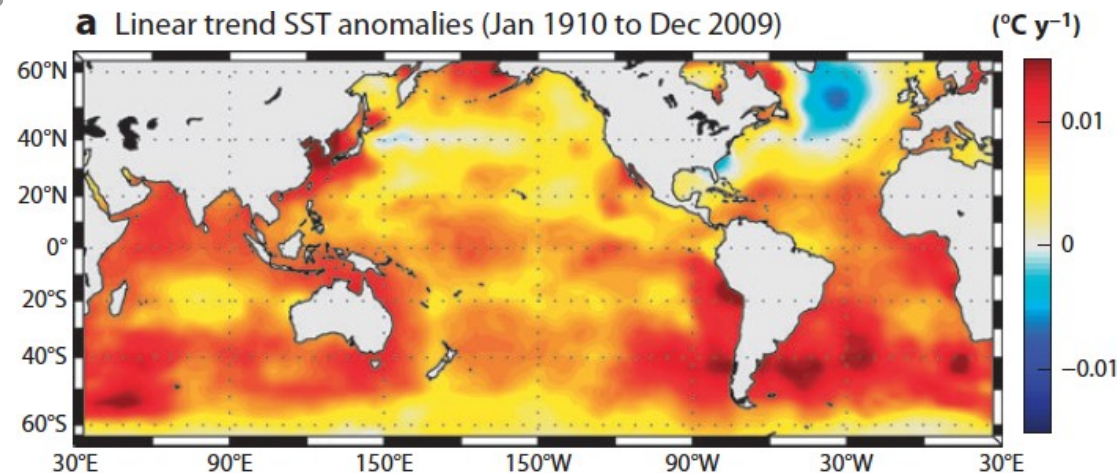 a Linear trend SST anomalies (Jan 1910 to Dec 2009)
(°C y⁻¹)
60°N
40°N
20°N
0°
20°S
40°S
60°S
30°E 90°E 150°E 150°W 90°W 30°W 30°E
0.01
0
−0.01